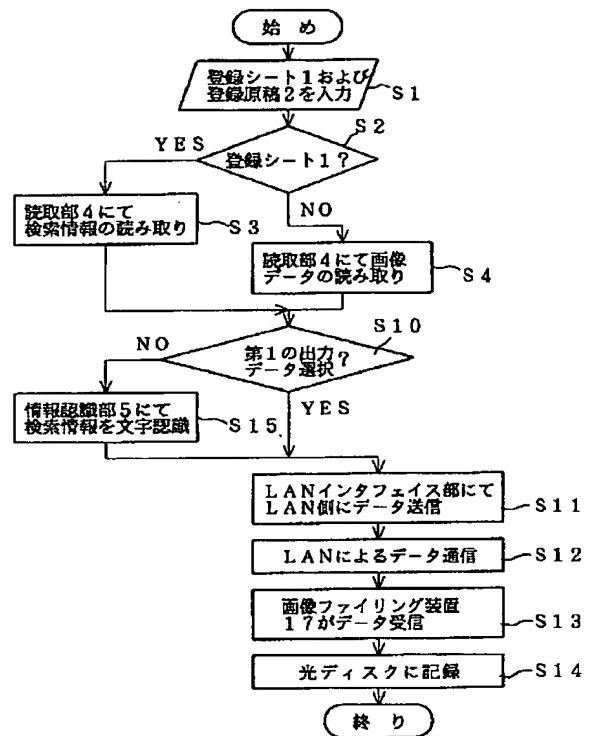 始め
登録シート1および
登録原稿2を入力
S1
S2
YES
登録シート1?
読取部4にて
検索情報の読み取り
S3
NO
読取部4にて画像
データの読み取り
S4
S10
NO
第1の出力
データ選択?
YES
情報認識部5にて
検索情報を文字認識
S15
LANインタフェイス部にて
LAN側にデータ送信
S11
LANによるデータ通信
S12
画像ファイリング装置
17がデータ受信
S13
光ディスクに記録
S14
終り